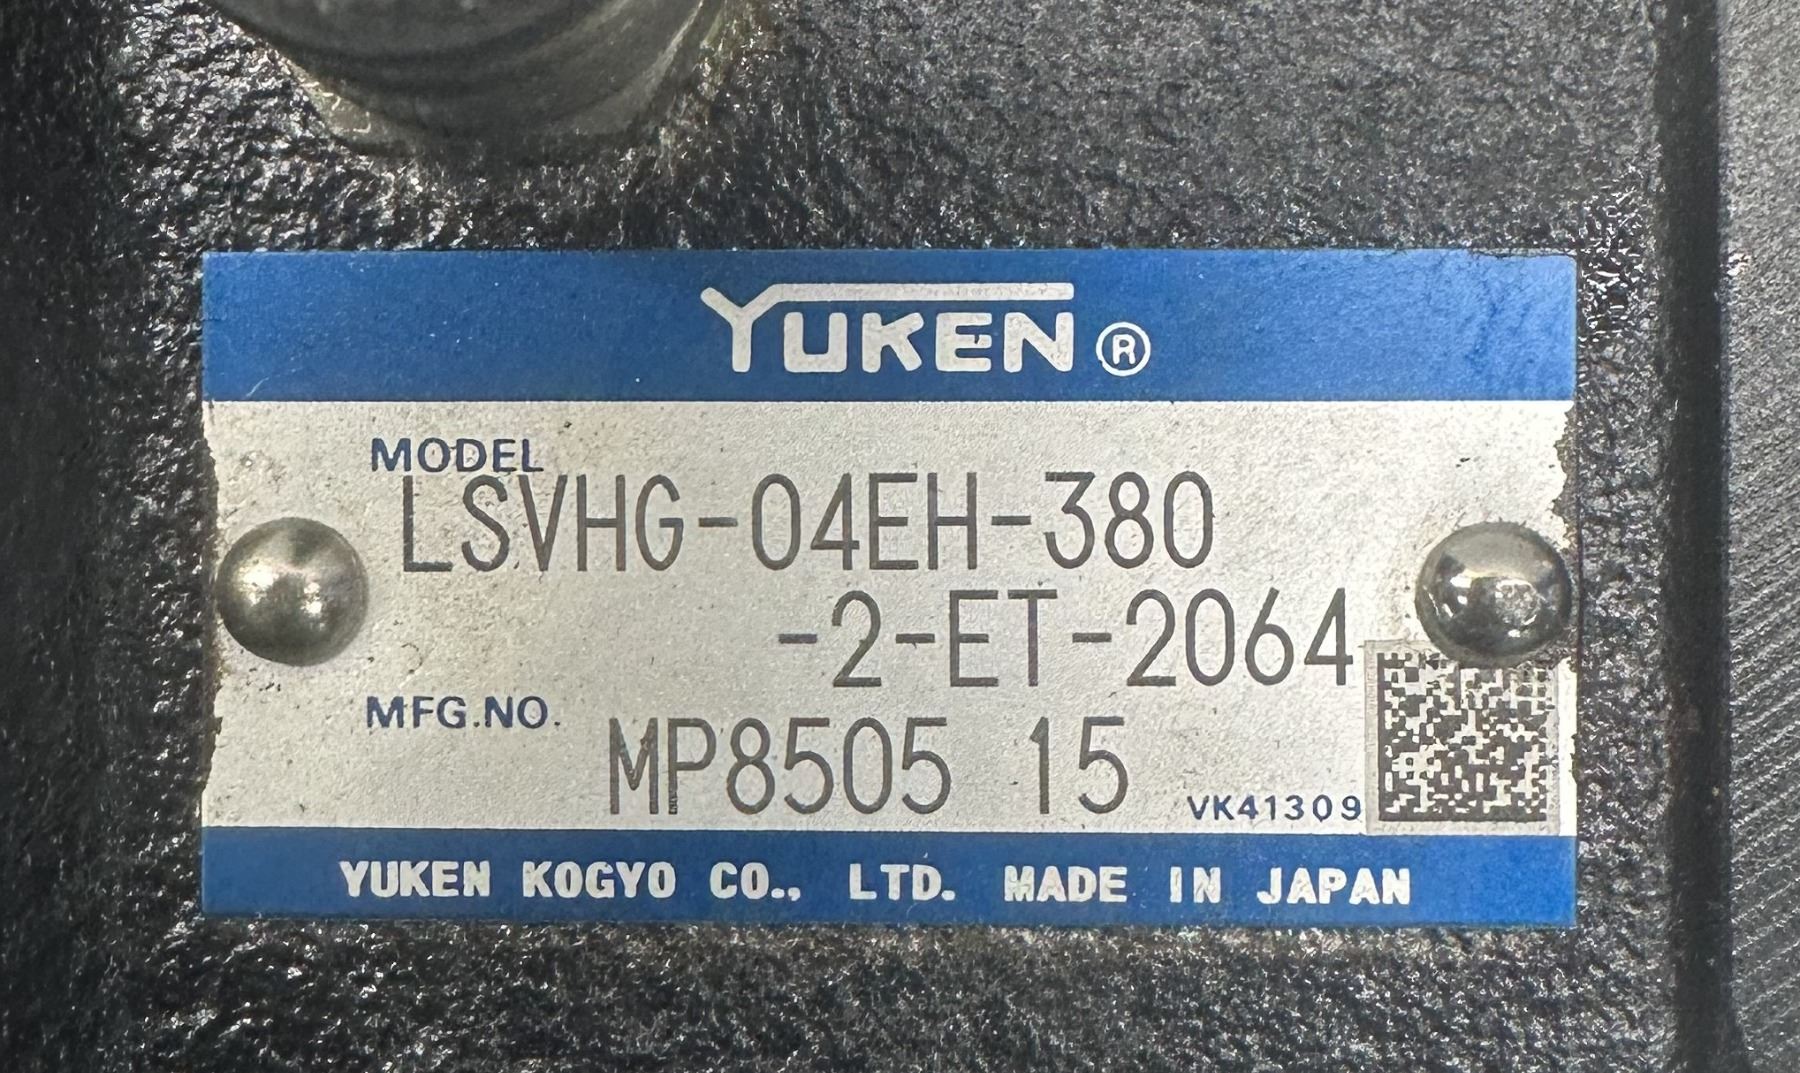 YUKEN®
MODEL
LSVHG-04EH-380
-2-ET-2064
MFG.NO.
MP8505 15
VK41309
YUKEN KOGYO CO., LTD. MADE IN JAPAN